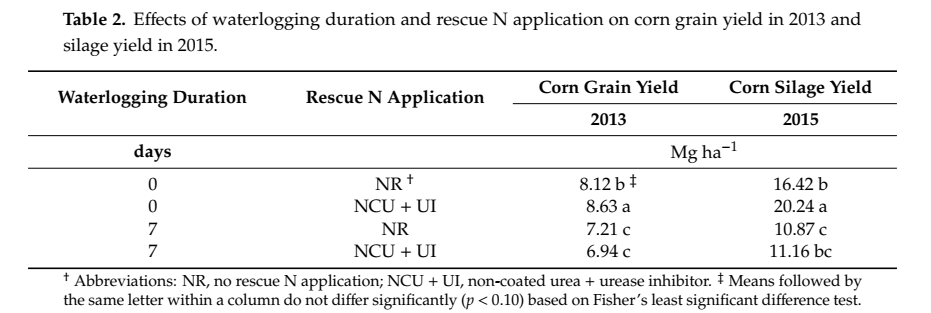 Table 2. Effects of waterlogging duration and rescue N application on corn grain yield in 2013 and
silage yield in 2015.
Waterlogging Duration Rescue N Application Corn Grain Yield Corn Silage Yield
2013 2015
days Mg ha⁻¹
0 NR † 8.12 b ‡ 16.42 b
0 NCU + UI 8.63 a 20.24 a
7 NR 7.21 c 10.87 c
7 NCU + UI 6.94 c 11.16 bc
† Abbreviations: NR, no rescue N application; NCU + UI, non-coated urea + urease inhibitor. ‡ Means followed by
the same letter within a column do not differ significantly (p < 0.10) based on Fisher's least significant difference test.